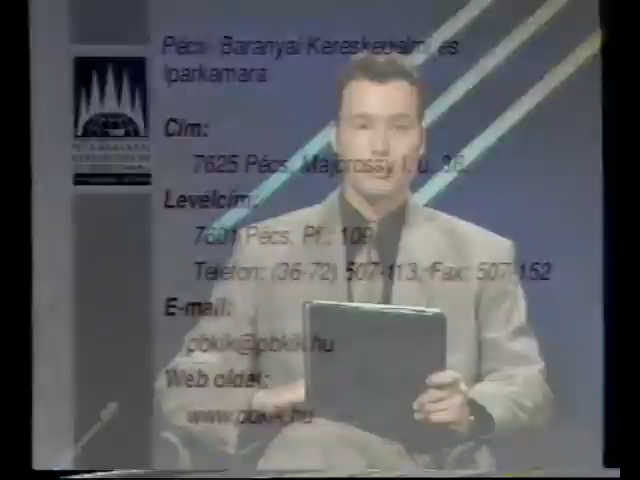 Pécs - Baranyai Kereskedelmi és
Iparkamara
Cím:
7625 Pécs, Majorossy I. u. 36.
Levélcím:
7601 Pécs, Pf.: 109
Telefon: (36-72) 507-113, Fax: 507-152
E-mail:
pbkik@pbkik.hu
Web oldal:
www.pbkik.hu